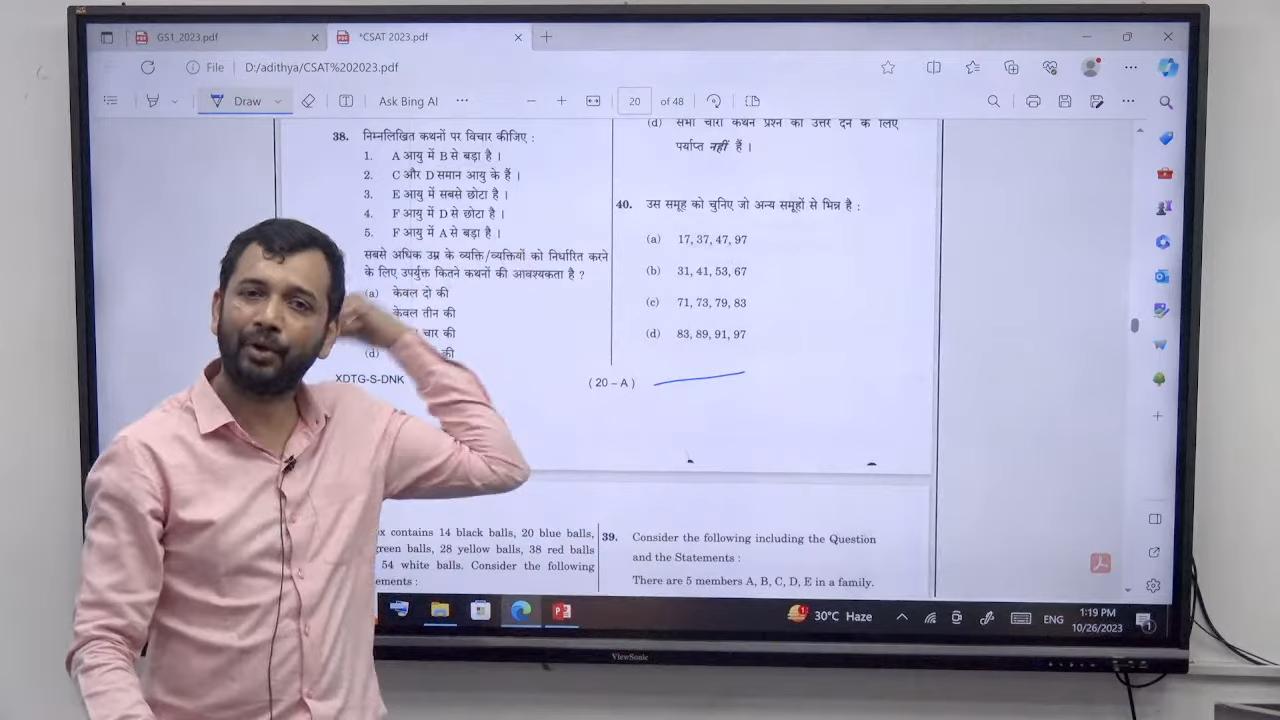 GS1_2023.pdf
*CSAT 2023.pdf
File D:/adithya/CSAT%202023.pdf
Draw Ask Bing AI 20 of 48
38. निम्नलिखित कथनों पर विचार कीजिए :
1. A आयु में B से बड़ा है ।
2. C और D समान आयु के हैं ।
3. E आयु में सबसे छोटा है ।
4. F आयु में D से छोटा है ।
5. F आयु में A से बड़ा है ।
सबसे अधिक उम्र के व्यक्ति/व्यक्तियों को निर्धारित करने
के लिए उपर्युक्त कितने कथनों की आवश्यकता है ?
(a) केवल दो की
केवल तीन की
चार की
(d) की
XDTG-S-DNK
(d) सभी चारों कथन प्रश्न का उत्तर देने के लिए
पर्याप्त नहीं हैं ।
40. उस समूह को चुनिए जो अन्य समूहों से भिन्न है :
(a) 17, 37, 47, 97
(b) 31, 41, 53, 67
(c) 71, 73, 79, 83
(d) 83, 89, 91, 97
( 20 – A )
x contains 14 black balls, 20 blue balls,
green balls, 28 yellow balls, 38 red balls
54 white balls. Consider the following
ements :
39. Consider the following including the Question
and the Statements :
There are 5 members A, B, C, D, E in a family.
30°C Haze ENG 1:19 PM
10/26/2023
ViewSonic